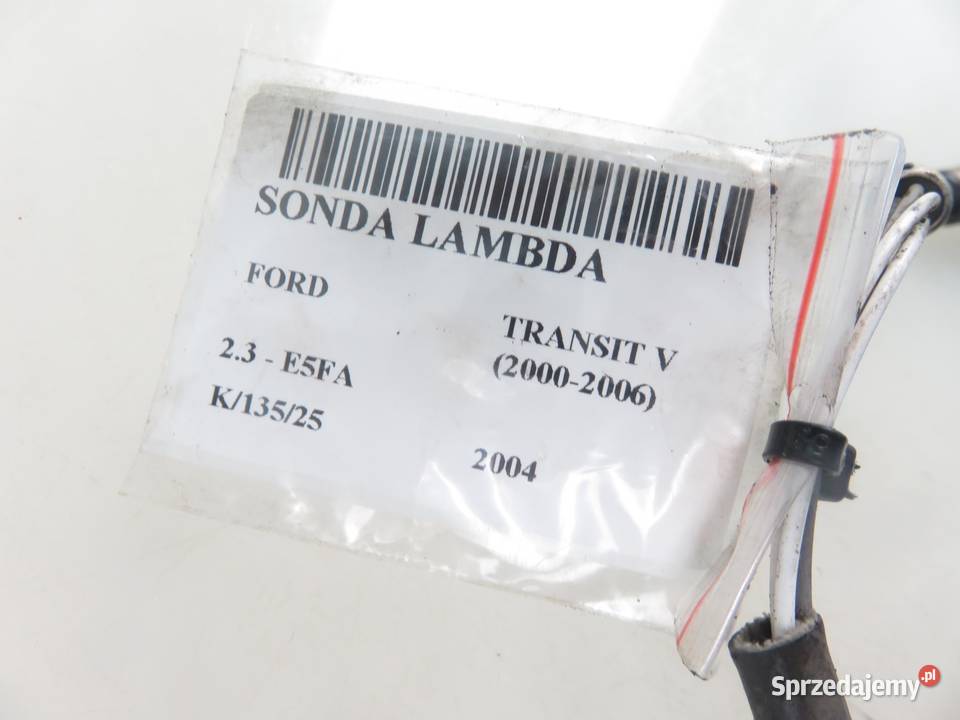 SONDA LAMBDA
FORD
TRANSIT V
2.3 - E5FA
(2000-2006)
K/135/25
2004
Sprzedajemy.pl